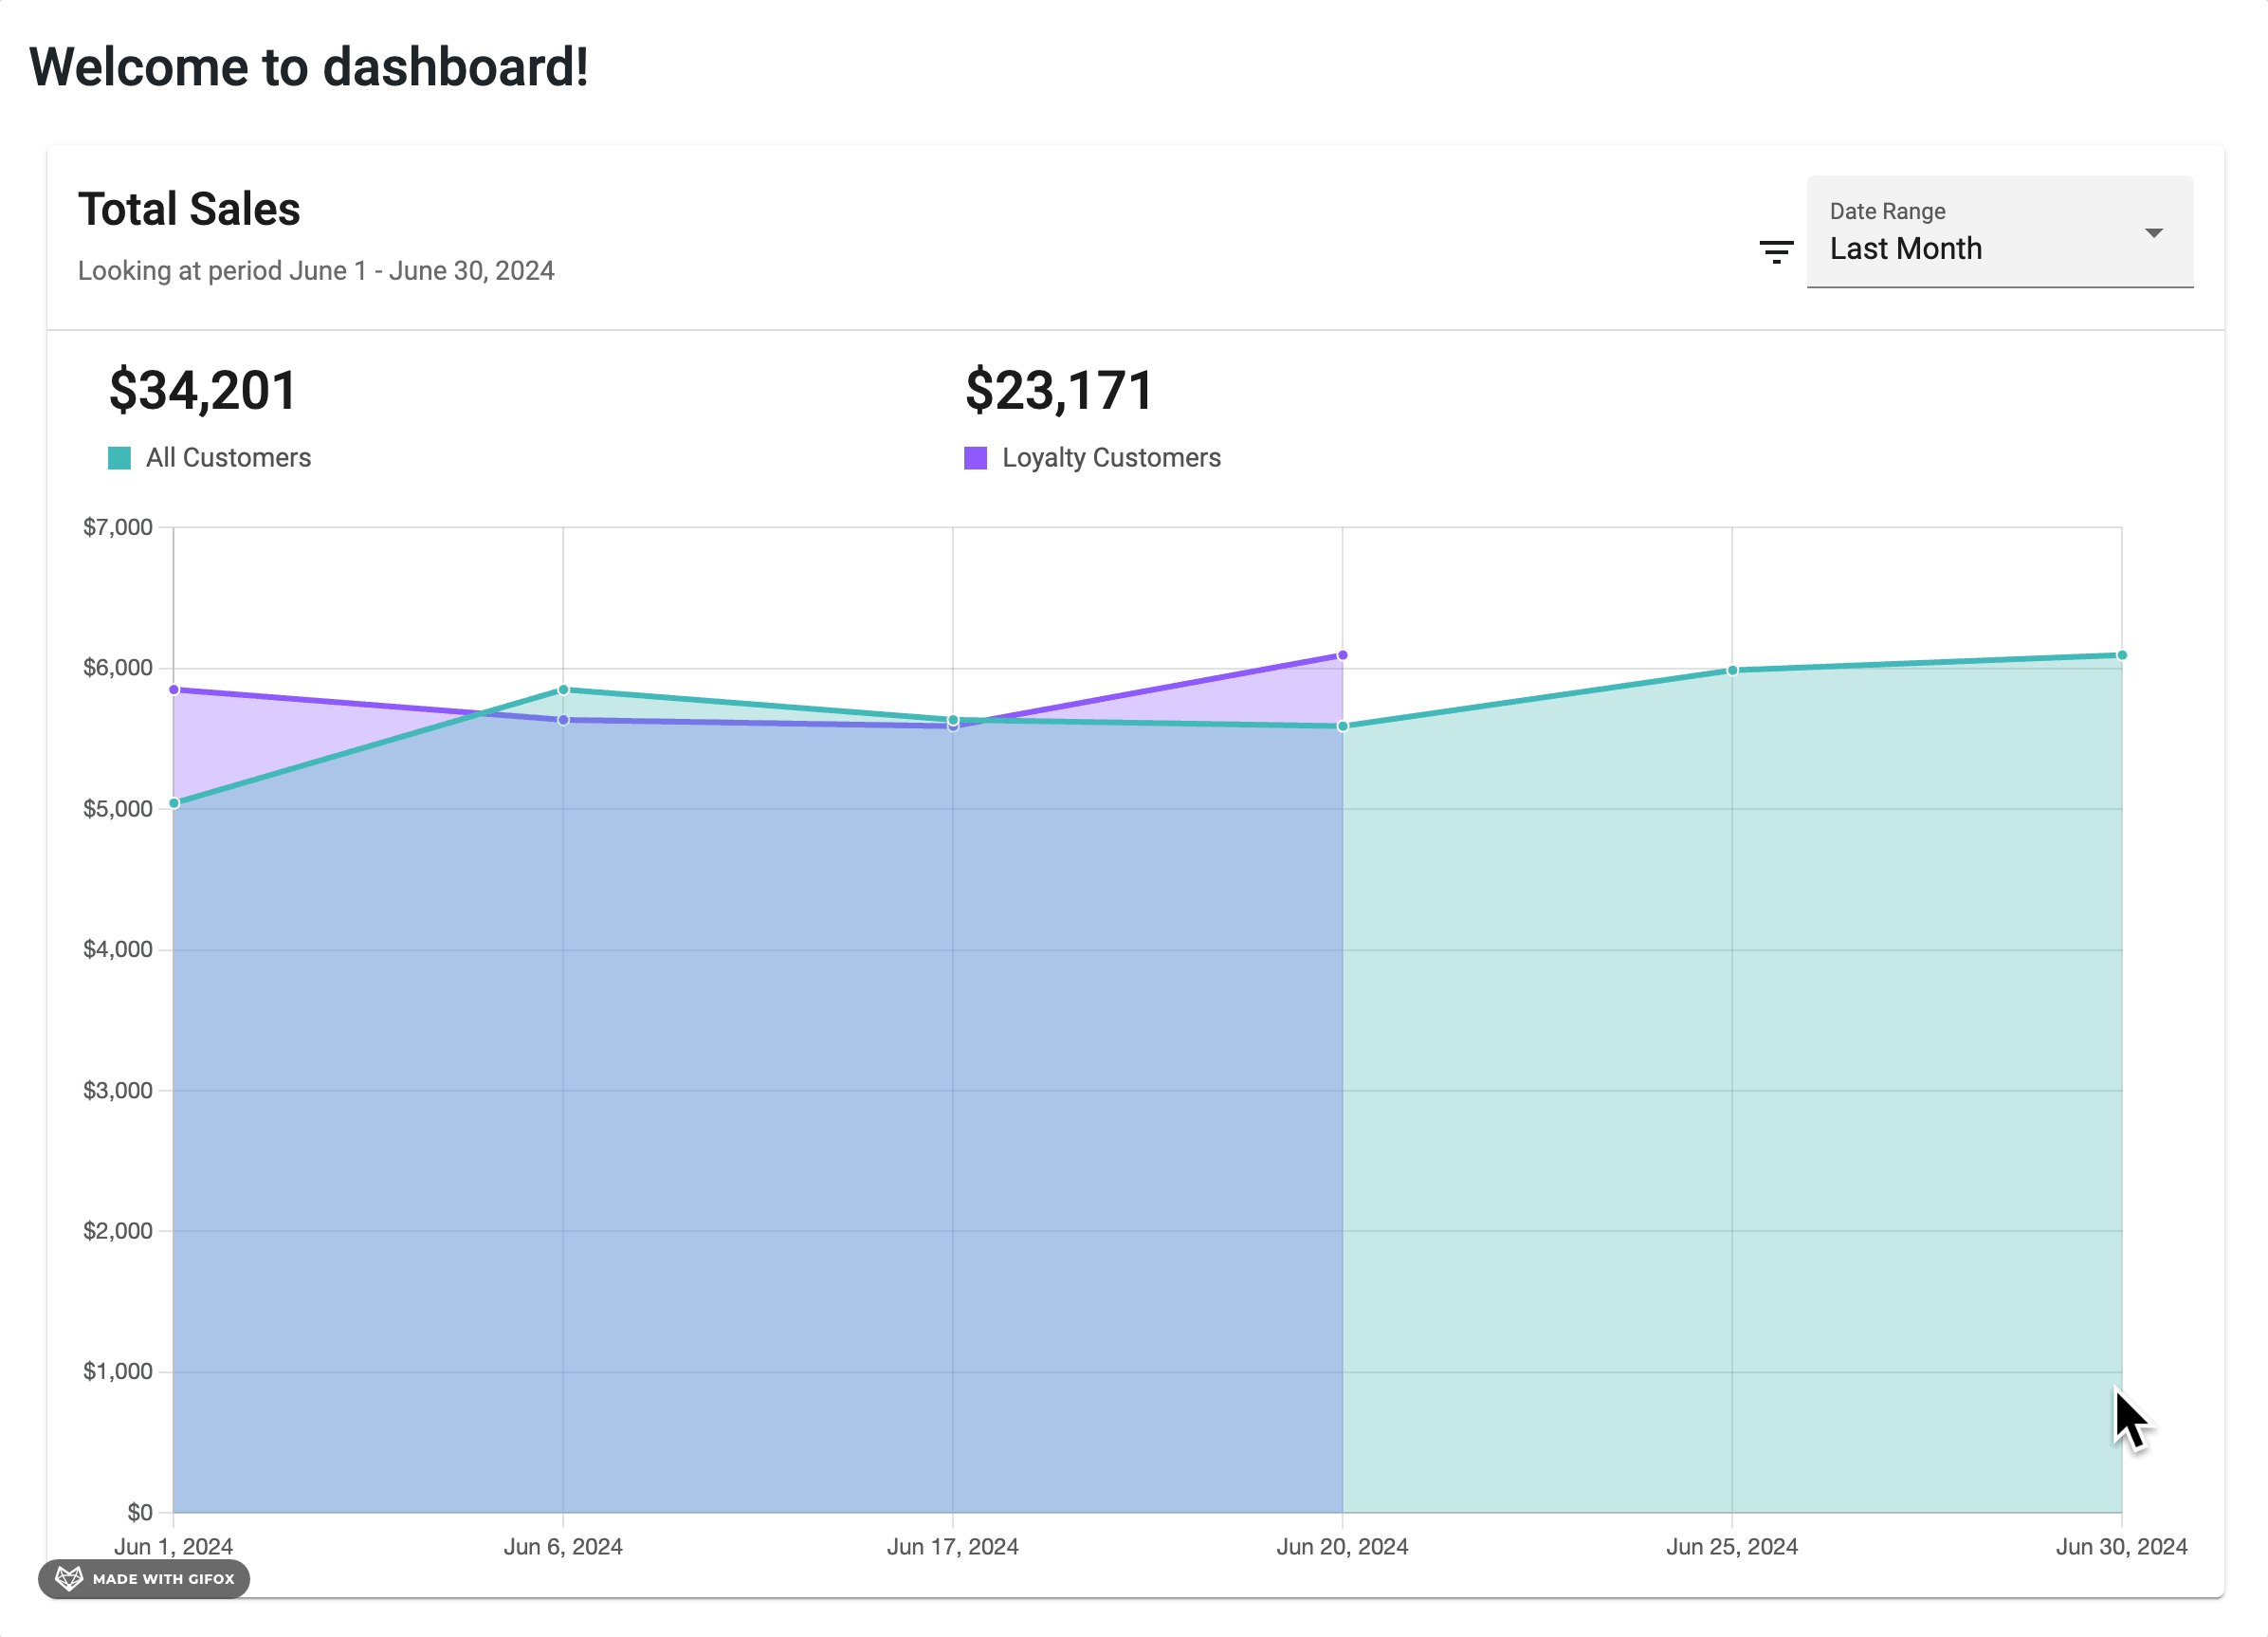 Welcome to dashboard!
Total Sales
Looking at period June 1 - June 30, 2024
Date Range
Last Month
$34,201
All Customers
$23,171
Loyalty Customers
$7,000
$6,000
$5,000
$4,000
$3,000
$2,000
$1,000
$0
Jun 1, 2024
Jun 6, 2024
Jun 17, 2024
Jun 20, 2024
Jun 25, 2024
Jun 30, 2024
MADE WITH GIFOX